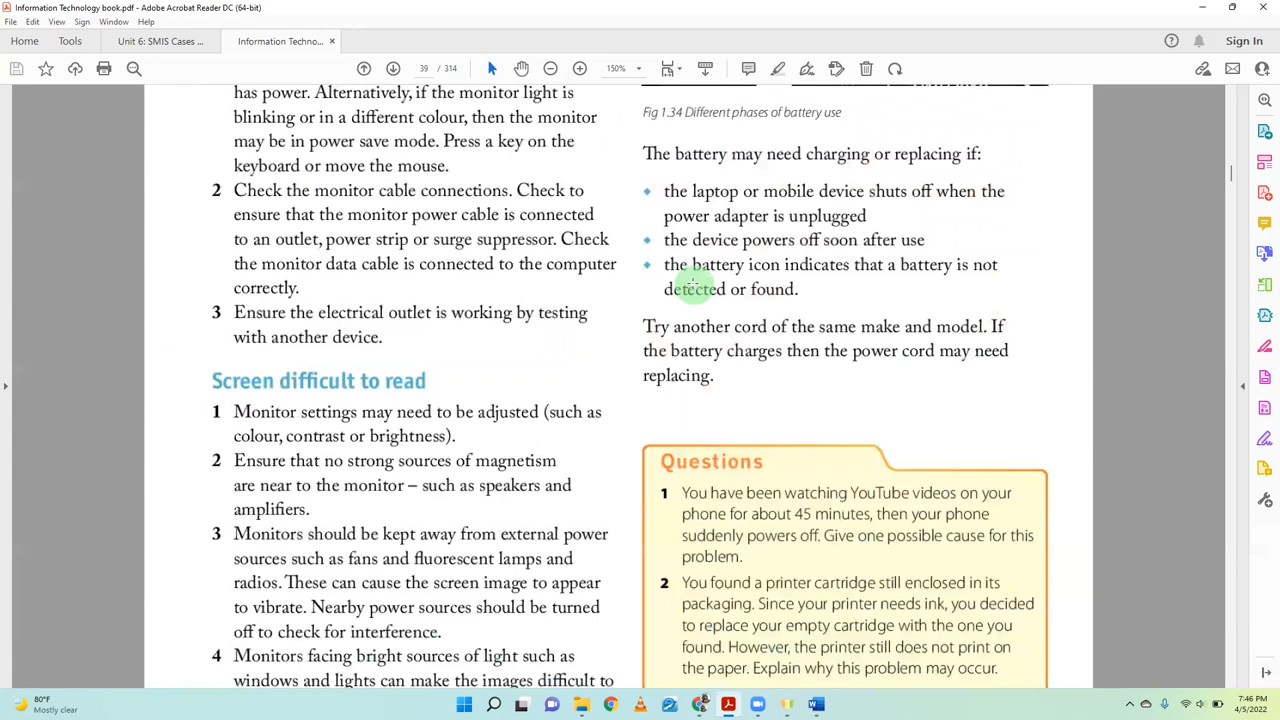 Information Technology book.pdf - Adobe Acrobat Reader DC (64-bit)
File Edit View Sign Window Help
Home Tools Unit 6: SMIS Cases ... Information Techno... × Sign In
39 / 314 150%
has power. Alternatively, if the monitor light is
blinking or in a different colour, then the monitor
may be in power save mode. Press a key on the
keyboard or move the mouse.
2 Check the monitor cable connections. Check to
ensure that the monitor power cable is connected
to an outlet, power strip or surge suppressor. Check
the monitor data cable is connected to the computer
correctly.
3 Ensure the electrical outlet is working by testing
with another device.
Screen difficult to read
1 Monitor settings may need to be adjusted (such as
colour, contrast or brightness).
2 Ensure that no strong sources of magnetism
are near to the monitor – such as speakers and
amplifiers.
3 Monitors should be kept away from external power
sources such as fans and fluorescent lamps and
radios. These can cause the screen image to appear
to vibrate. Nearby power sources should be turned
off to check for interference.
4 Monitors facing bright sources of light such as
windows and lights can make the images difficult to
Fig 1.34 Different phases of battery use
The battery may need charging or replacing if:
the laptop or mobile device shuts off when the
power adapter is unplugged
the device powers off soon after use
the battery icon indicates that a battery is not
detected or found.
Try another cord of the same make and model. If
the battery charges then the power cord may need
replacing.
Questions
1 You have been watching YouTube videos on your
phone for about 45 minutes, then your phone
suddenly powers off. Give one possible cause for this
problem.
2 You found a printer cartridge still enclosed in its
packaging. Since your printer needs ink, you decided
to replace your empty cartridge with the one you
found. However, the printer still does not print on
the paper. Explain why this problem may occur.
80°F
Mostly clear
7:46 PM
4/5/2022